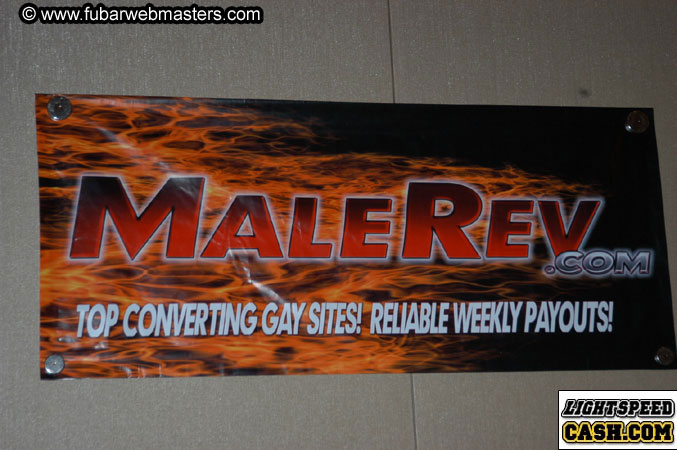 © www.fubarwebmasters.com
MALEREV
.COM
TOP CONVERTING GAY SITES! RELIABLE WEEKLY PAYOUTS!
LIGHTSPEED
CASH.COM